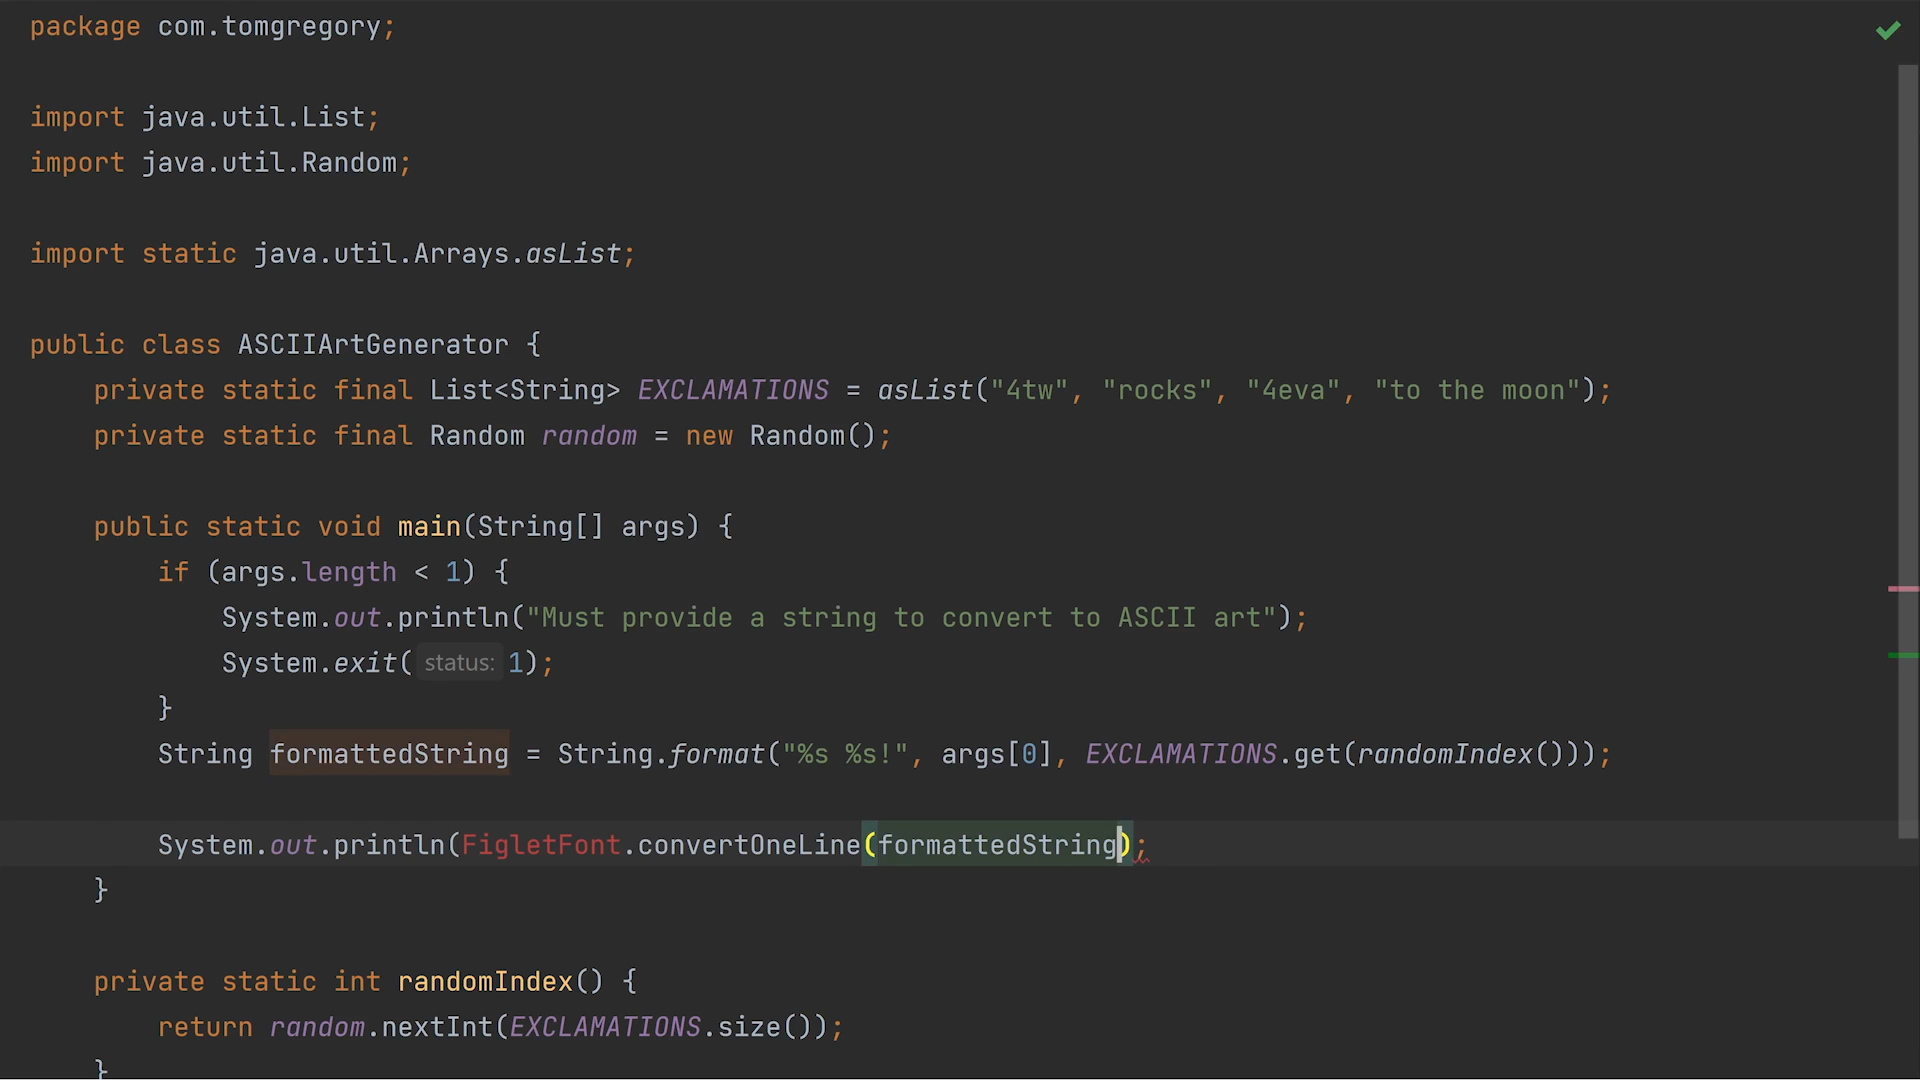 package com.tomgregory;
import java.util.List;
import java.util.Random;
import static java.util.Arrays.asList;
public class ASCIIArtGenerator {
private static final List<String> EXCLAMATIONS = asList("4tw", "rocks", "4eva", "to the moon");
private static final Random random = new Random();
public static void main(String[] args) {
if (args.length < 1) {
System.out.println("Must provide a string to convert to ASCII art");
System.exit( status: 1);
}
String formattedString = String.format("%s %s!", args[0], EXCLAMATIONS.get(randomIndex()));
System.out.println(FigletFont.convertOneLine(formattedString);
}
private static int randomIndex() {
return random.nextInt(EXCLAMATIONS.size());
}